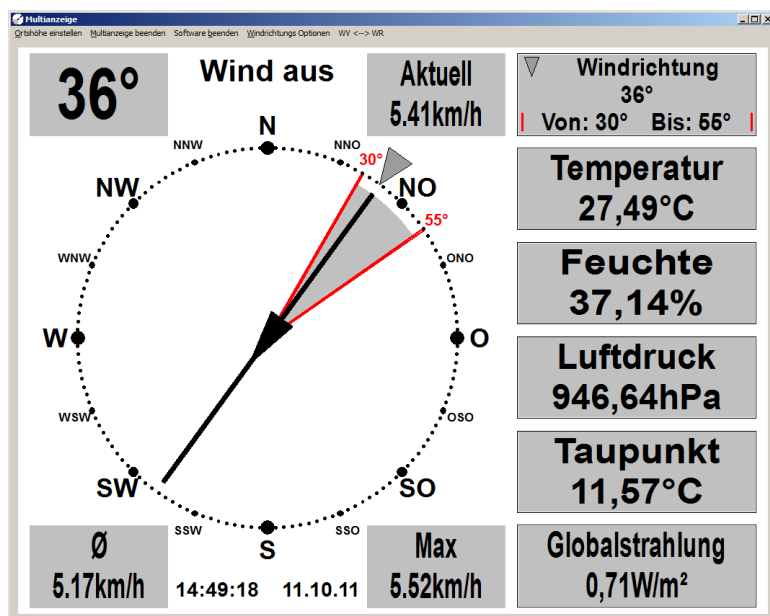 Multianzeige
Ortshöhe einstellen Multianzeige beenden Software beenden Windrichtungs Optionen WV <--> WR
36°
Wind aus
Aktuell
5.41km/h
Windrichtung
36°
Von: 30° Bis: 55°
N
NNW
NNO
30°
NW
NO
55°
WNW
ONO
W
O
WSW
OSO
SW
SO
SSW
SSO
S
Temperatur
27,49°C
Feuchte
37,14%
Luftdruck
946,64hPa
Taupunkt
11,57°C
Ø
5.17km/h
14:49:18 11.10.11
Max
5.52km/h
Globalstrahlung
0,71W/m²